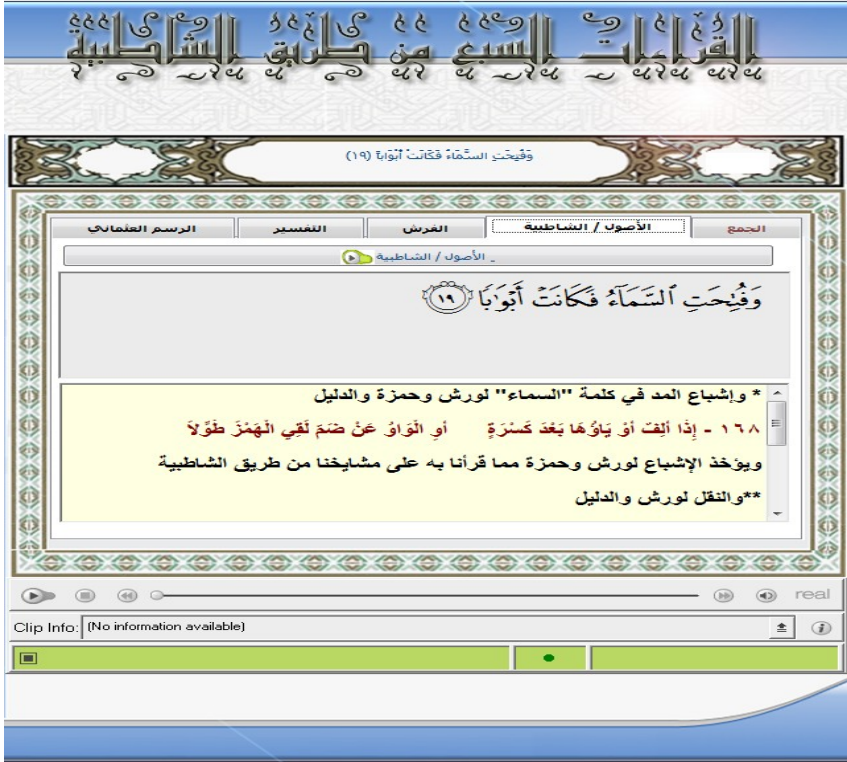 القراءات السبع من طريق الشاطبية
وَفُتِحَتِ السَّمَاءُ فَكَانَتْ أَبْوَابًا (١٩)
الجمع
الأصول / الشاطبية
الفرش
التفسير
الرسم العثماني
ـ الأصول / الشاطبية
وَفُتِحَتِ ٱلسَّمَآءُ فَكَانَتۡ أَبۡوَٰبٗا ١٩
* وإشباع المد في كلمة "السماء" لورش وحمزة والدليل
١٦٨ - إِذَا أَلِفٌ أَوْ يَاؤُهَا بَعْدَ كَسْرَةٍ أوِ الْوَاوُ عَنْ ضَمّ لَقِي الْهَمْزَ طُوِّلاَ
ويؤخذ الإشباع لورش وحمزة مما قرأنا به على مشايخنا من طريق الشاطبية
**والنقل لورش والدليل
real
Clip Info: (No information available)